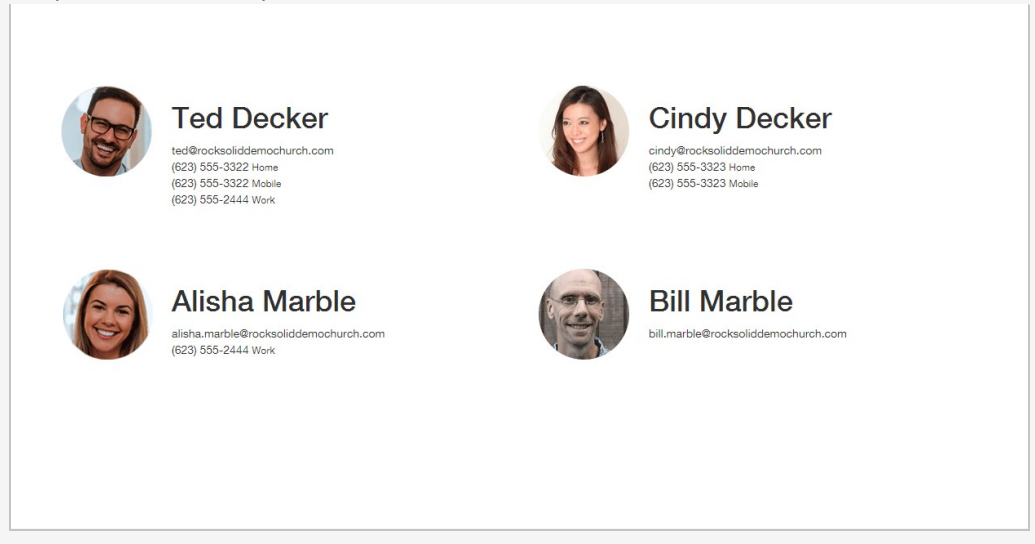 Ted Decker
ted@rocksoliddemochurch.com
(623) 555-3322 Home
(623) 555-3322 Mobile
(623) 555-2444 Work
Cindy Decker
cindy@rocksoliddemochurch.com
(623) 555-3323 Home
(623) 555-3323 Mobile
Alisha Marble
alisha.marble@rocksoliddemochurch.com
(623) 555-2444 Work
Bill Marble
bill.marble@rocksoliddemochurch.com